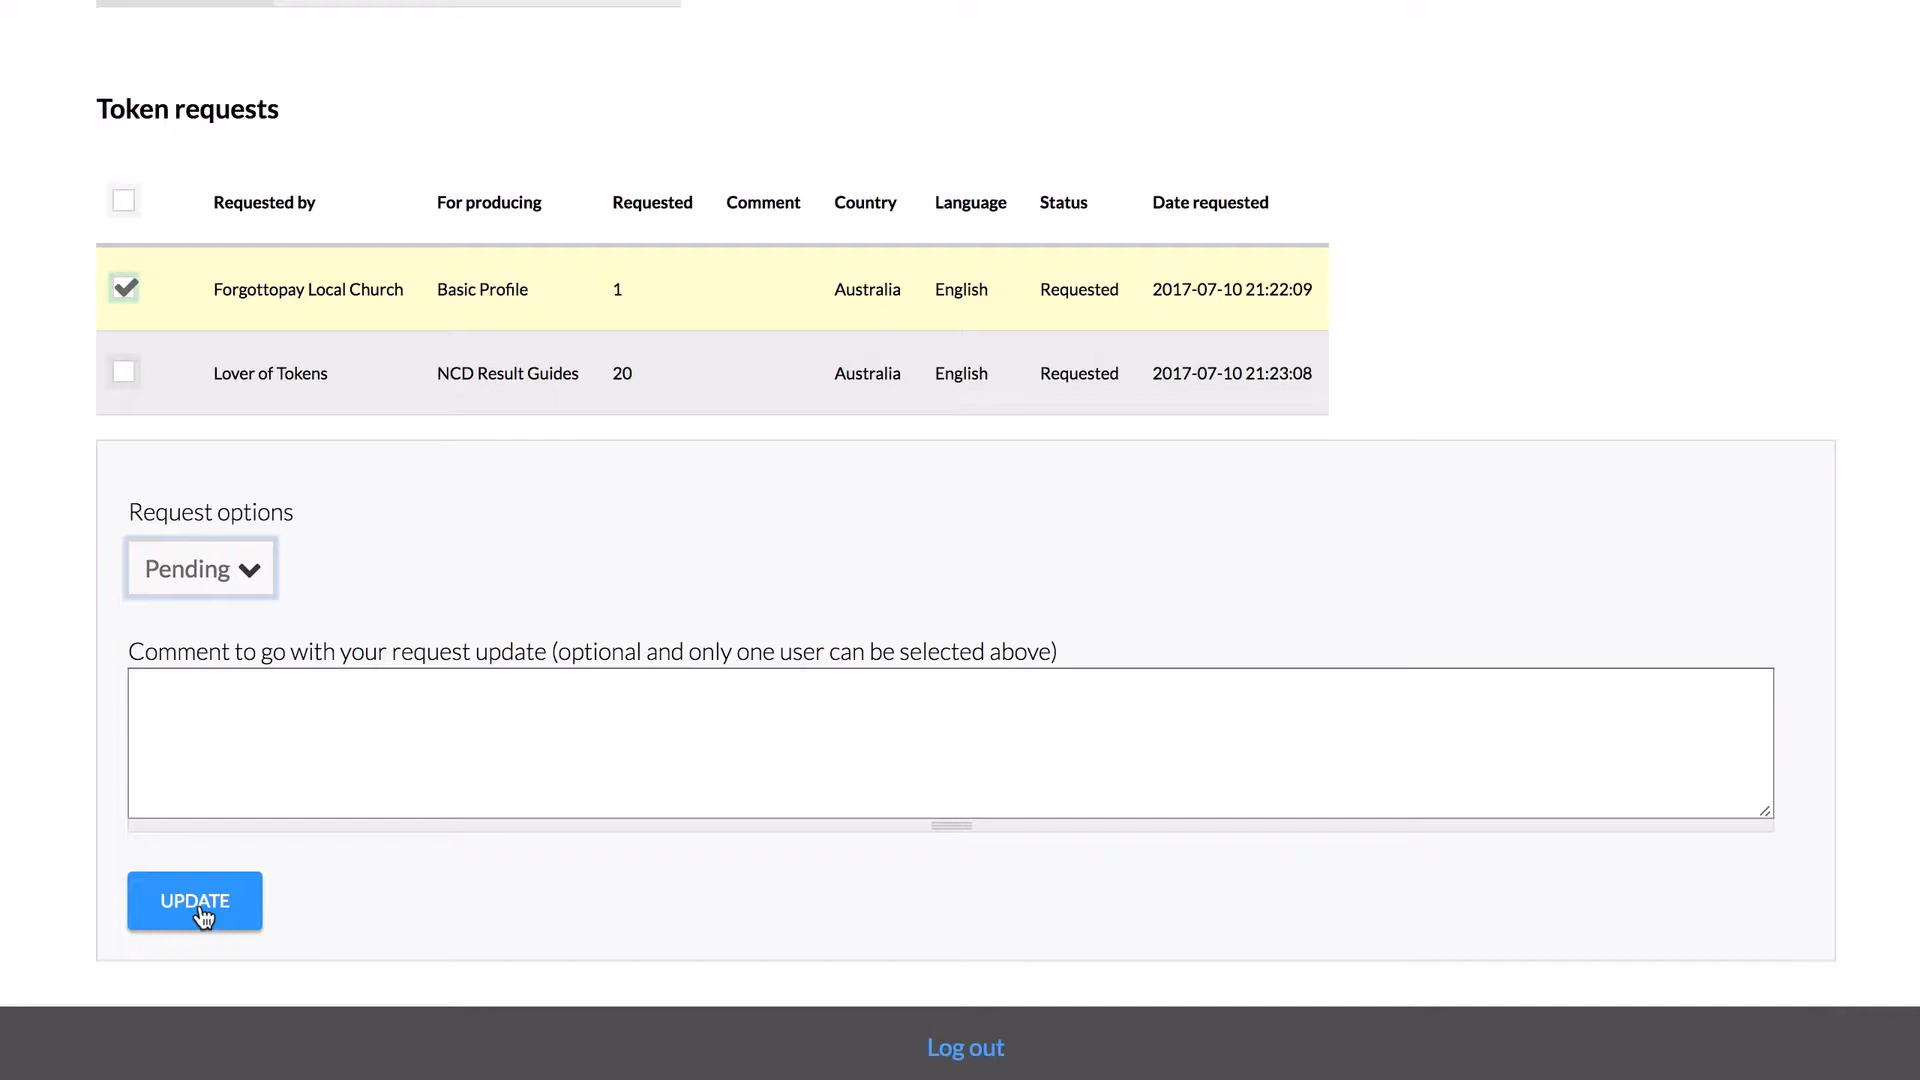 Token requests
Requested by For producing Requested Comment Country Language Status Date requested
Forgottopay Local Church Basic Profile 1 Australia English Requested 2017-07-10 21:22:09
Lover of Tokens NCD Result Guides 20 Australia English Requested 2017-07-10 21:23:08
Request options
Pending
Comment to go with your request update (optional and only one user can be selected above)
UPDATE
Log out